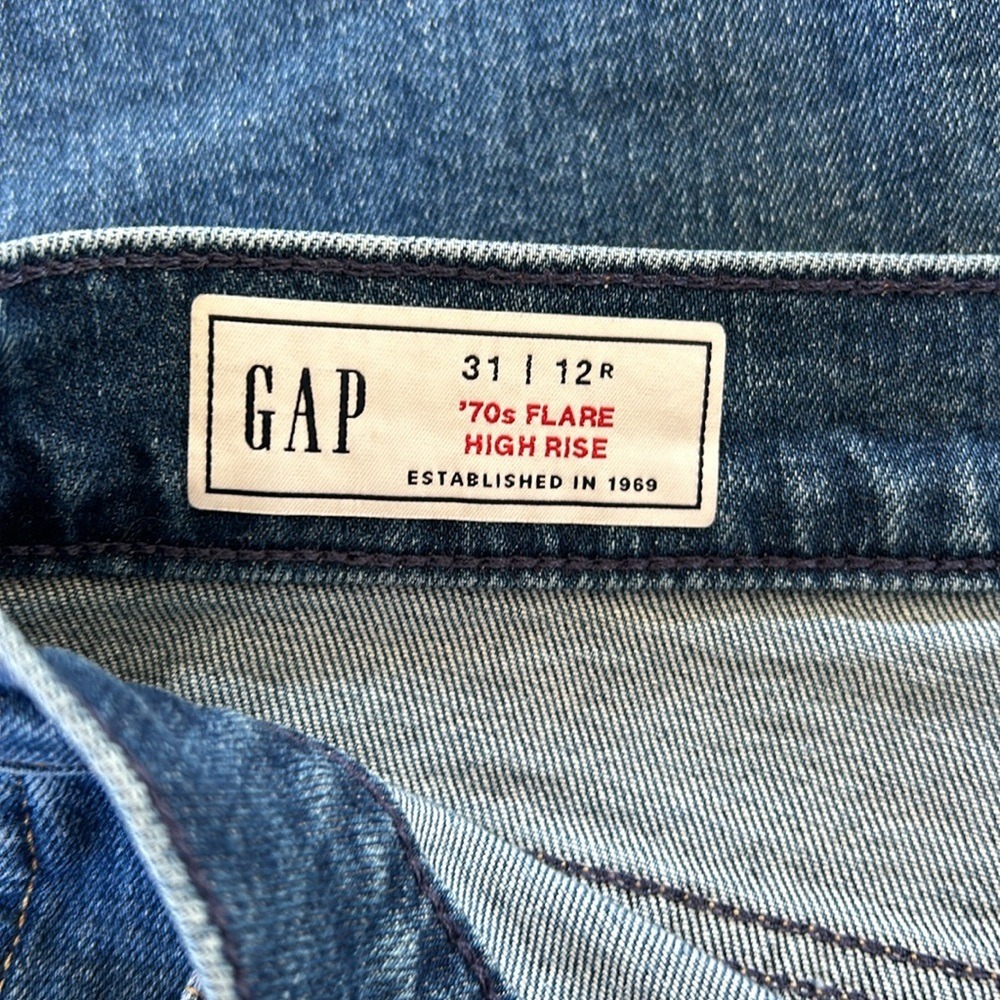 GAP
31 | 12R
'70s FLARE
HIGH RISE
ESTABLISHED IN 1969